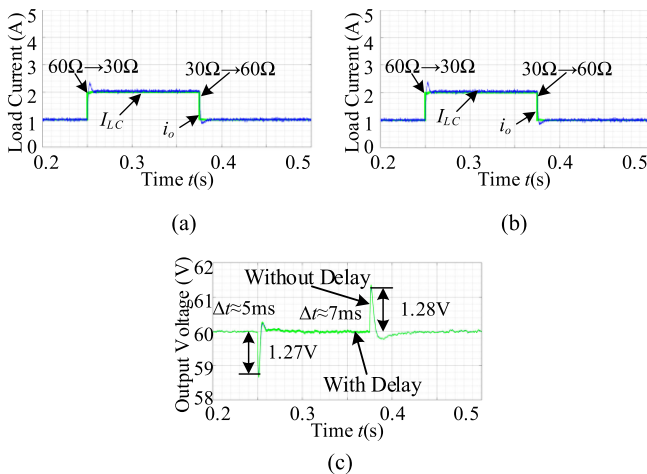 Load Current (A)
5
4
3
2
1
0
60Ω→30Ω
30Ω→60Ω
I_LC
i_o
0.2
0.3
0.4
0.5
Time t(s)
(a)
Load Current (A)
5
4
3
2
1
0
60Ω→30Ω
30Ω→60Ω
I_LC
i_o
0.2
0.3
0.4
0.5
Time t(s)
(b)
Output Voltage (V)
62
61
60
59
58
Without Delay
Δt≈5ms
Δt≈7ms
1.28V
1.27V
With Delay
0.2
0.3
0.4
0.5
Time t(s)
(c)